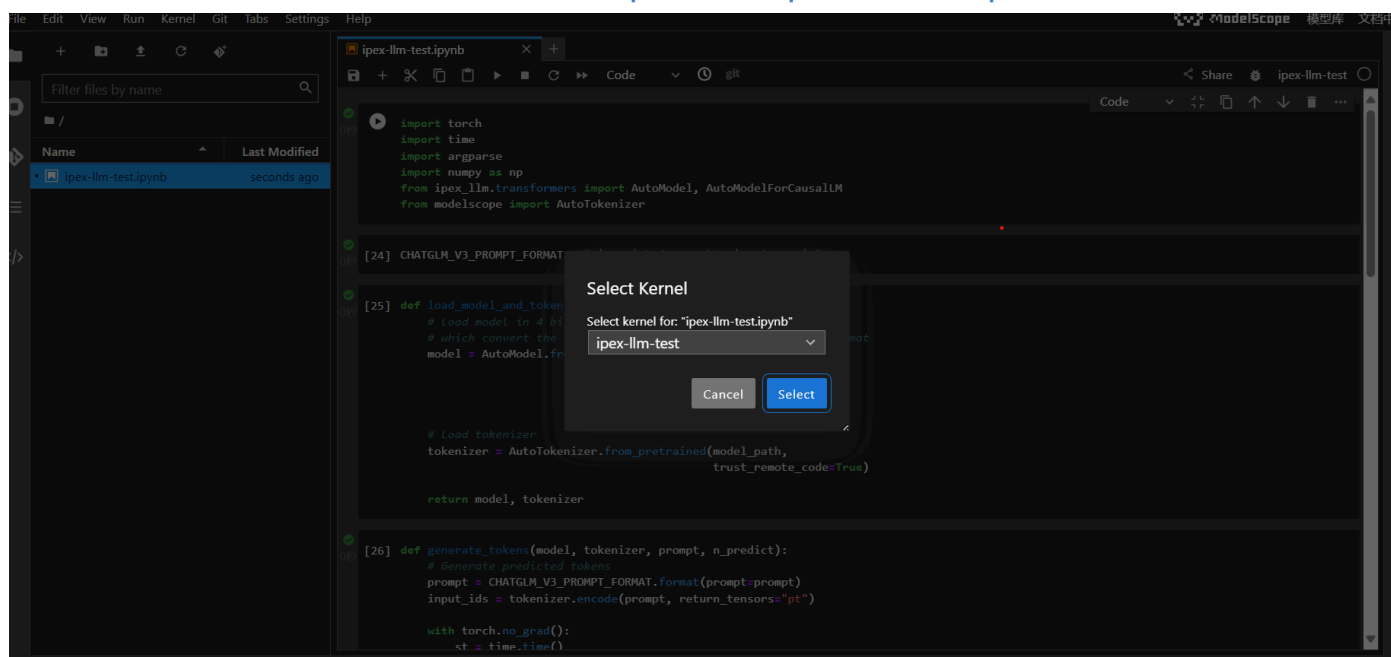 File Edit View Run Kernel Git Tabs Settings Help
ModelScope 模型库 文档中
ipex-llm-test.ipynb
Code git
Share ipex-llm-test
Filter files by name
/
Name Last Modified
ipex-llm-test.ipynb seconds ago
Code
import torch
import time
import argparse
import numpy as np
from ipex_llm.transformers import AutoModel, AutoModelForCausalLM
from modelscope import AutoTokenizer
[24] CHATGLM_V3_PROMPT_FORMAT
[25] def load_model_and_token
# Load model in 4 bi
# which convert the
model = AutoModel.fr
# Load tokenizer
tokenizer = AutoTokenizer.from_pretrained(model_path,
trust_remote_code=True)
return model, tokenizer
[26] def generate_tokens(model, tokenizer, prompt, n_predict):
# Generate predicted tokens
prompt = CHATGLM_V3_PROMPT_FORMAT.format(prompt=prompt)
input_ids = tokenizer.encode(prompt, return_tensors="pt")
with torch.no_grad():
st = time.time()
Select Kernel
Select kernel for: "ipex-llm-test.ipynb"
ipex-llm-test
Cancel Select